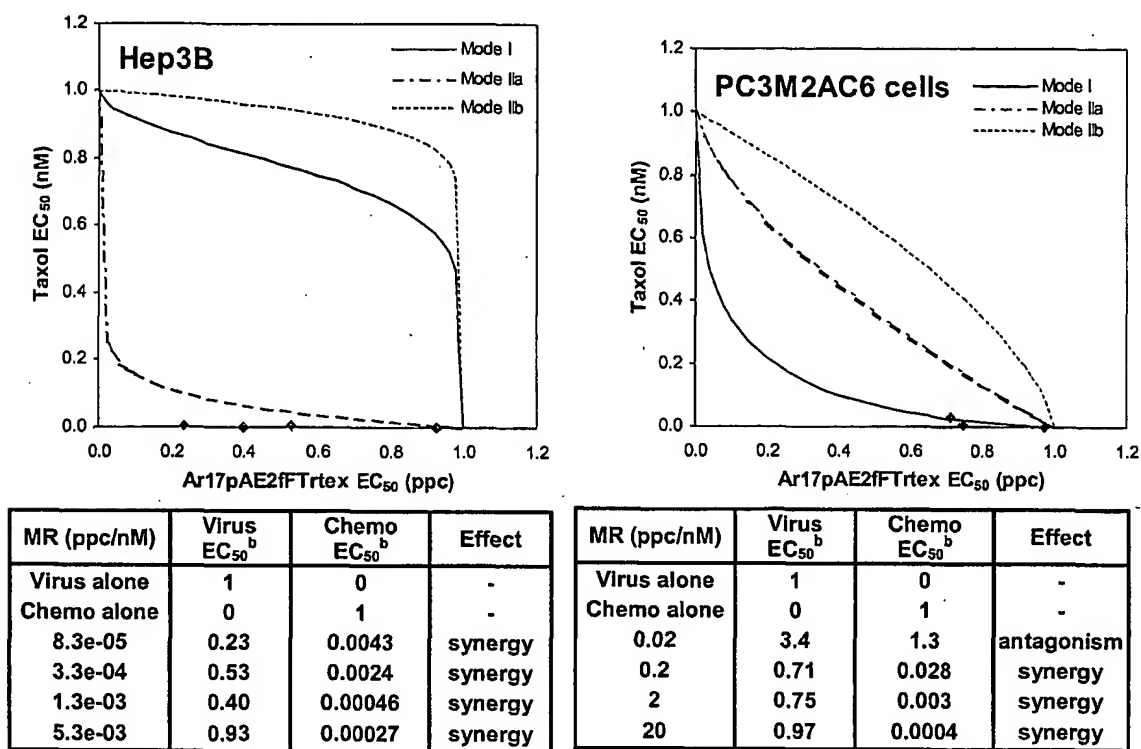 Hep3B
Mode I
Mode IIa
Mode IIb
1.2
1.0
0.8
0.6
0.4
0.2
0.0
Taxol EC50 (nM)
0.0 0.2 0.4 0.6 0.8 1.0 1.2
Ar17pAE2fFTrtex EC50 (ppc)
PC3M2AC6 cells
Mode I
Mode IIa
Mode IIb
1.2
1.0
0.8
0.6
0.4
0.2
0.0
Taxol EC50 (nM)
0.0 0.2 0.4 0.6 0.8 1.0 1.2
Ar17pAE2fFTrtex EC50 (ppc)
MR (ppc/nM) Virus EC50b Chemo EC50b Effect
Virus alone 1 0 -
Chemo alone 0 1 -
8.3e-05 0.23 0.0043 synergy
3.3e-04 0.53 0.0024 synergy
1.3e-03 0.40 0.00046 synergy
5.3e-03 0.93 0.00027 synergy
MR (ppc/nM) Virus EC50b Chemo EC50b Effect
Virus alone 1 0 -
Chemo alone 0 1 -
0.02 3.4 1.3 antagonism
0.2 0.71 0.028 synergy
2 0.75 0.003 synergy
20 0.97 0.0004 synergy